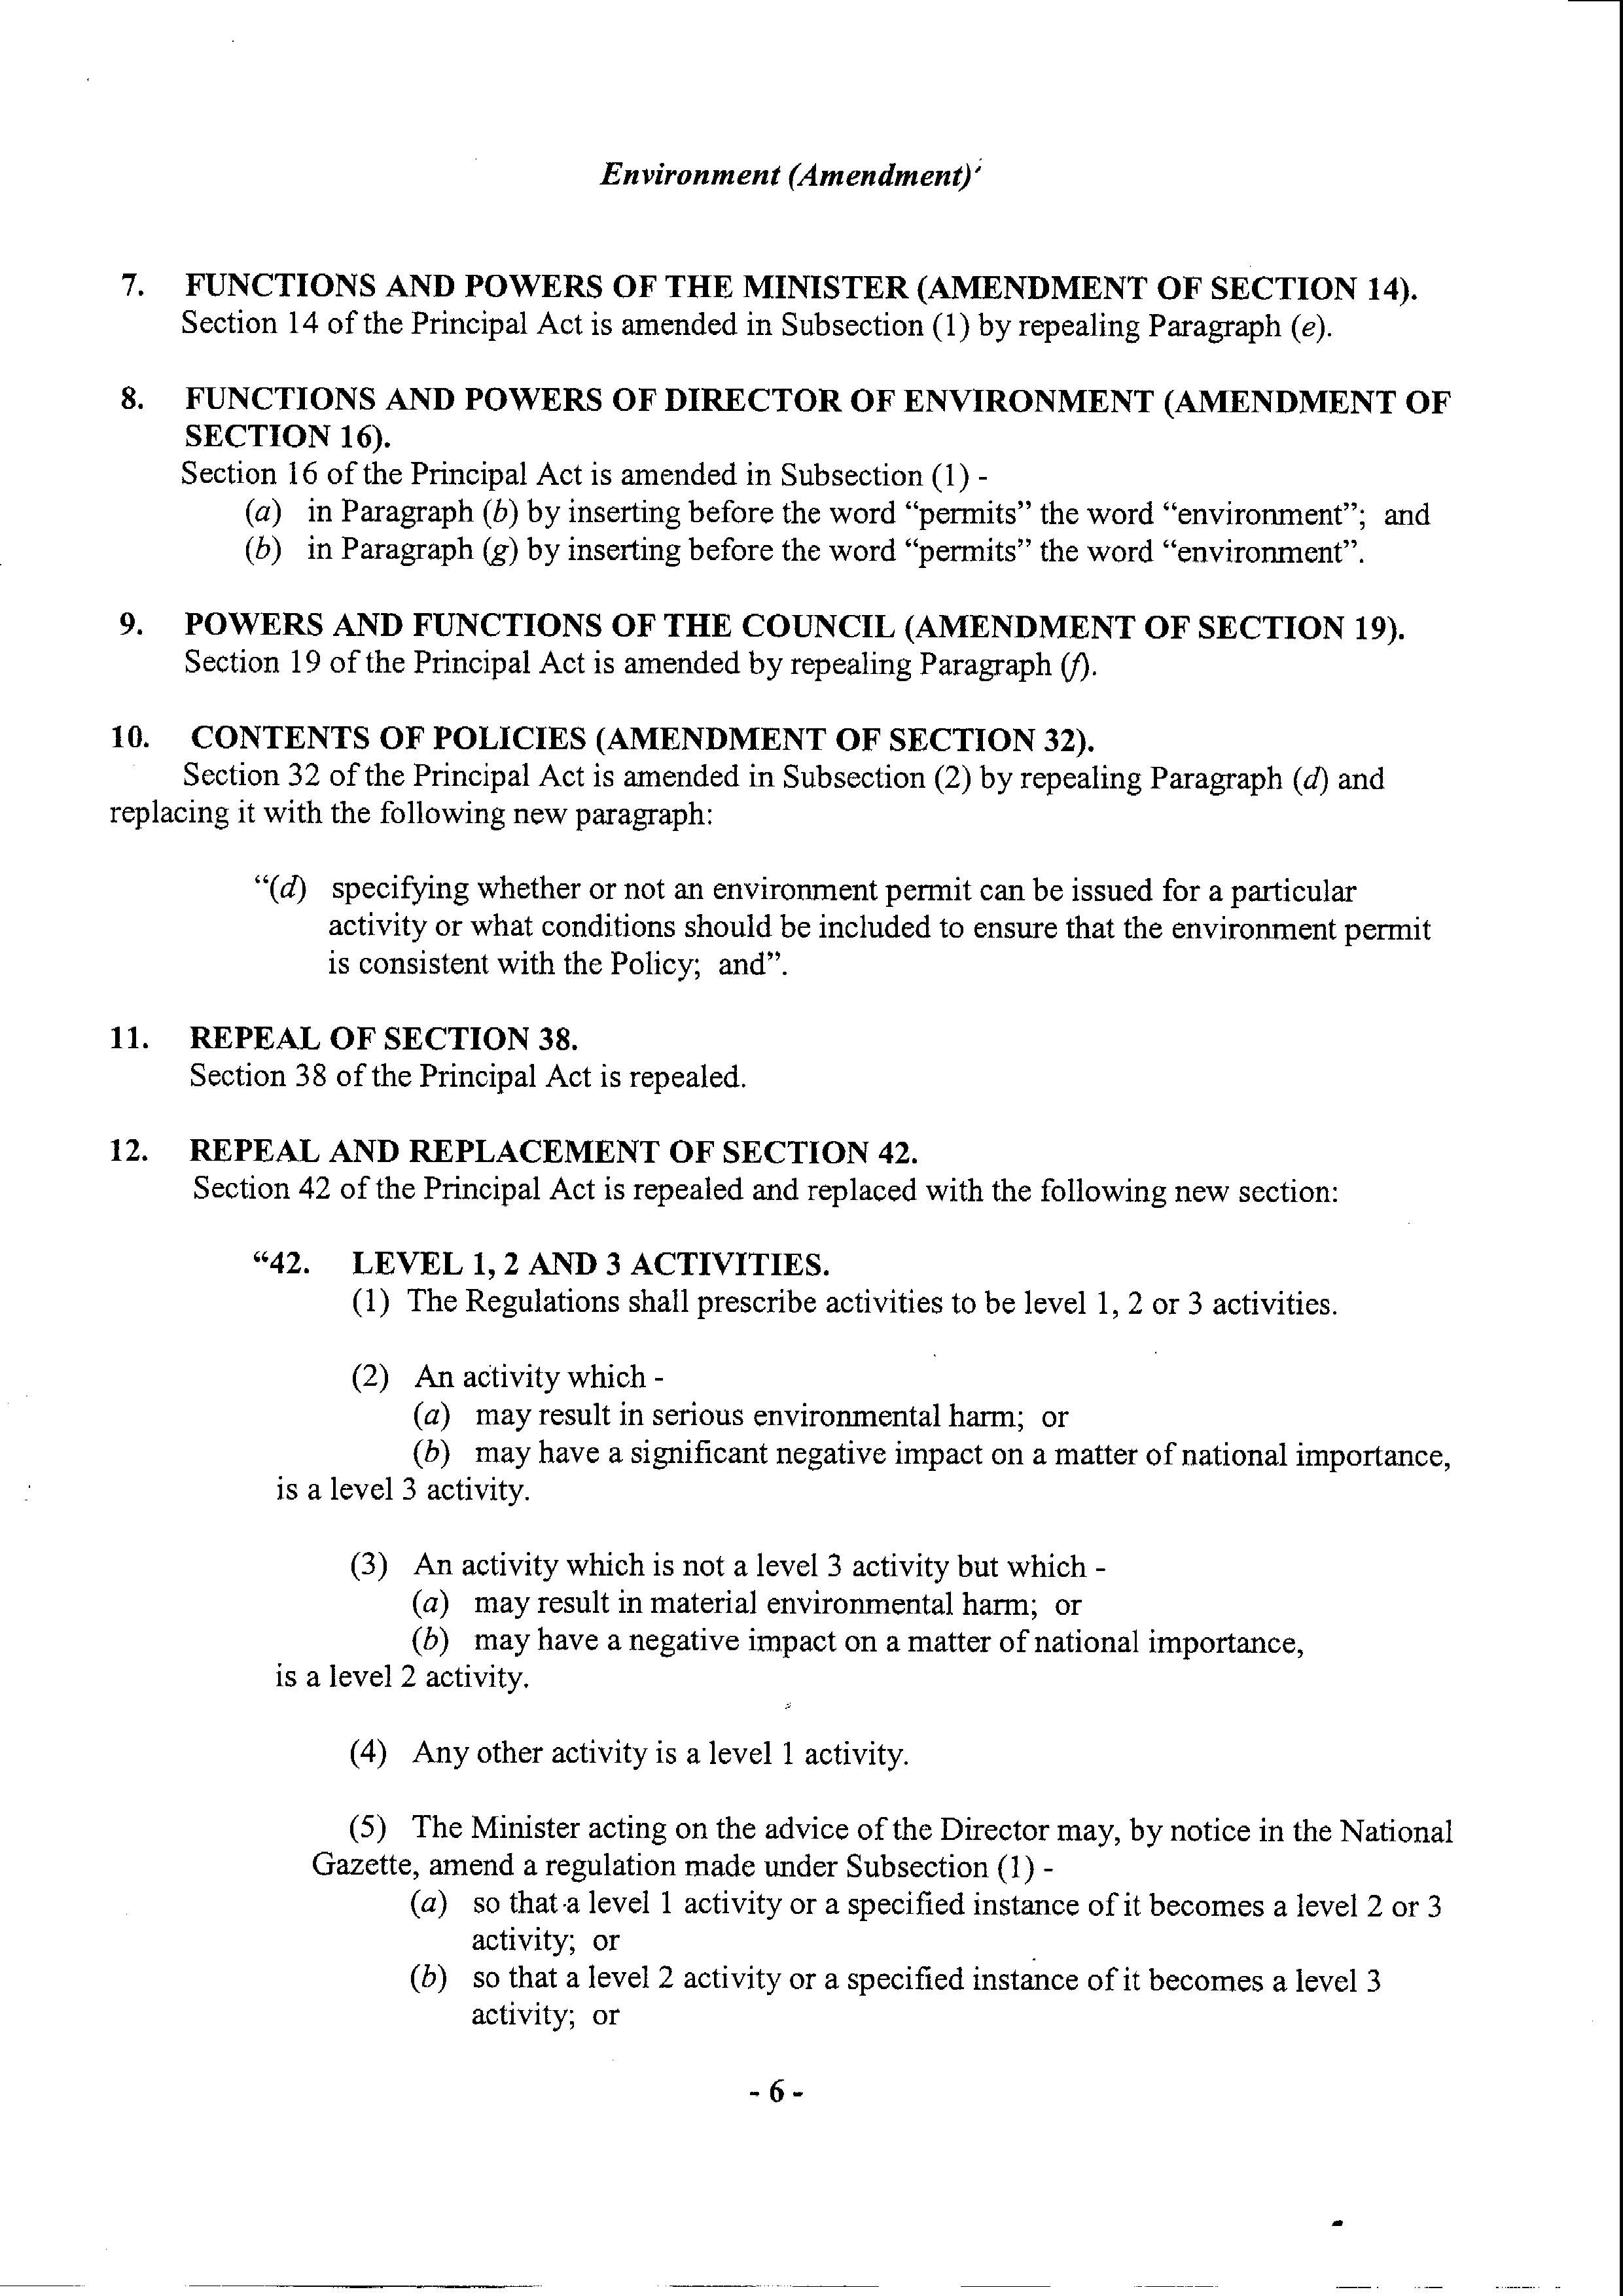 Environment (Amendment)
7. FUNCTIONS AND POWERS OF THE MINISTER (AMENDMENT OF SECTION 14).
Section 14 of the Principal Act is amended in Subsection (1) by repealing Paragraph (e).
8. FUNCTIONS AND POWERS OF DIRECTOR OF ENVIRONMENT (AMENDMENT OF
SECTION 16).
Section 16 of the Principal Act is amended in Subsection (1) -
(a) in Paragraph (b) by inserting before the word “permits” the word “environment”; and
(b) in Paragraph (g) by inserting before the word “permits” the word “environment”.
9. POWERS AND FUNCTIONS OF THE COUNCIL (AMENDMENT OF SECTION 19).
Section 19 of the Principal Act is amended by repealing Paragraph (f).
10. CONTENTS OF POLICIES (AMENDMENT OF SECTION 32).
Section 32 of the Principal Act is amended in Subsection (2) by repealing Paragraph (d) and
replacing it with the following new paragraph:
“(d) specifying whether or not an environment permit can be issued for a particular
activity or what conditions should be included to ensure that the environment permit
is consistent with the Policy; and”.
11. REPEAL OF SECTION 38.
Section 38 of the Principal Act is repealed.
12. REPEAL AND REPLACEMENT OF SECTION 42.
Section 42 of the Principal Act is repealed and replaced with the following new section:
“42. LEVEL 1, 2 AND 3 ACTIVITIES.
(1) The Regulations shall prescribe activities to be level 1, 2 or 3 activities.
(2) An activity which -
(a) may result in serious environmental harm; or
(b) may have a significant negative impact on a matter of national importance,
is a level 3 activity.
(3) An activity which is not a level 3 activity but which -
(a) may result in material environmental harm; or
(b) may have a negative impact on a matter of national importance,
is a level 2 activity.
(4) Any other activity is a level 1 activity.
(5) The Minister acting on the advice of the Director may, by notice in the National
Gazette, amend a regulation made under Subsection (1) -
(a) so that a level 1 activity or a specified instance of it becomes a level 2 or 3
activity; or
(b) so that a level 2 activity or a specified instance of it becomes a level 3
activity; or
- 6 -